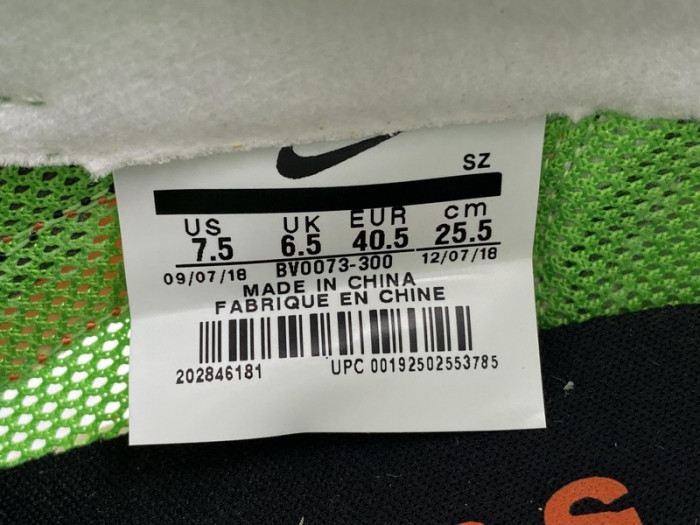 SZ
US UK EUR cm
7.5 6.5 40.5 25.5
09/07/18 BV0073-300 12/07/18
MADE IN CHINA
FABRIQUE EN CHINE
202846181 UPC 00192502553785